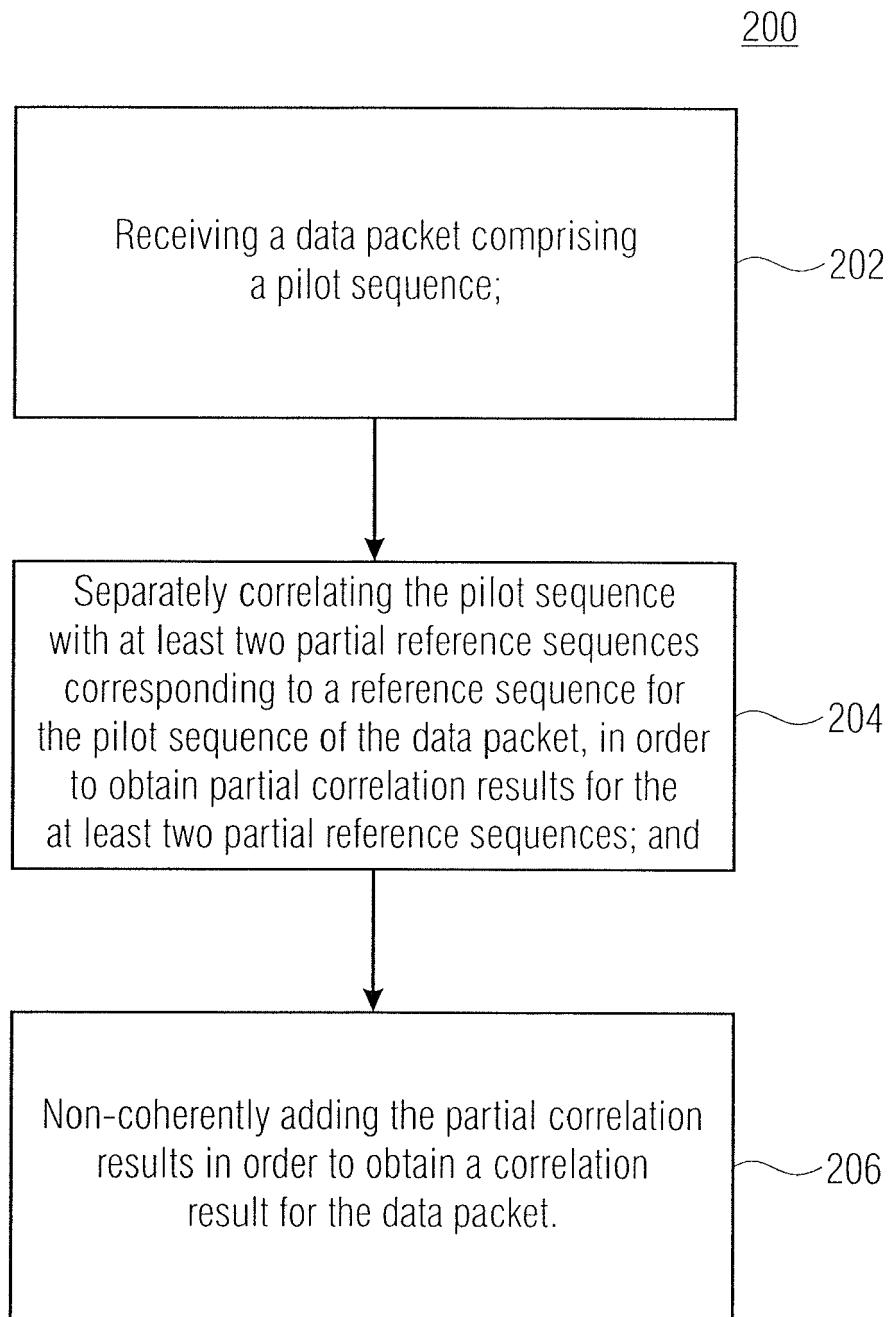 200
Receiving a data packet comprising
a pilot sequence;
202
Separately correlating the pilot sequence
with at least two partial reference sequences
corresponding to a reference sequence for
the pilot sequence of the data packet, in order
to obtain partial correlation results for the
at least two partial reference sequences; and
204
Non-coherently adding the partial correlation
results in order to obtain a correlation
result for the data packet.
206